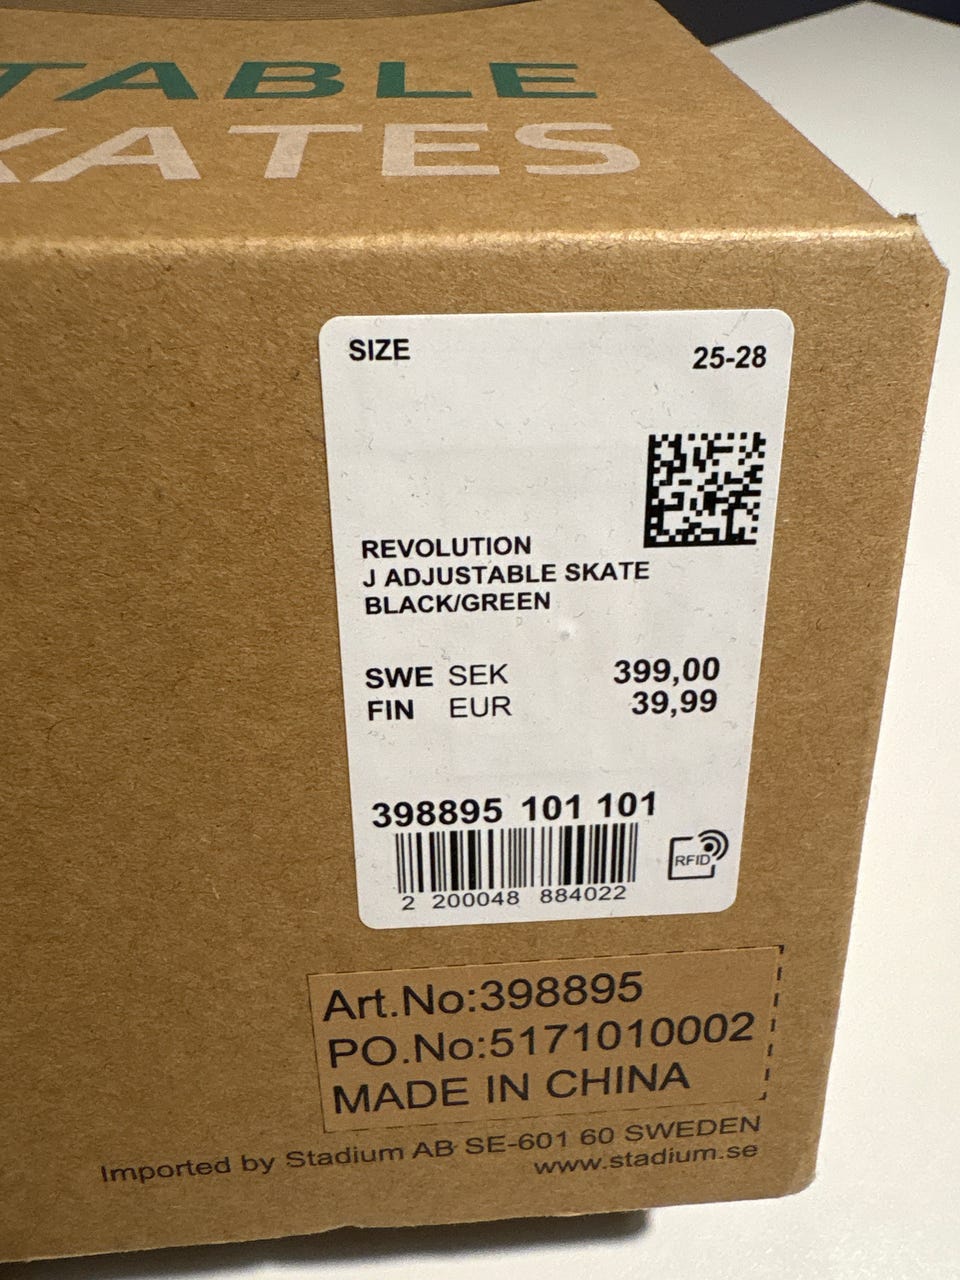 TABLE
KATES
SIZE 25-28
REVOLUTION
J ADJUSTABLE SKATE
BLACK/GREEN
SWE SEK 399,00
FIN EUR 39,99
398895 101 101
RFID
2 200048 884022
Art.No:398895
PO.No:5171010002
MADE IN CHINA
Imported by Stadium AB SE-601 60 SWEDEN
www.stadium.se